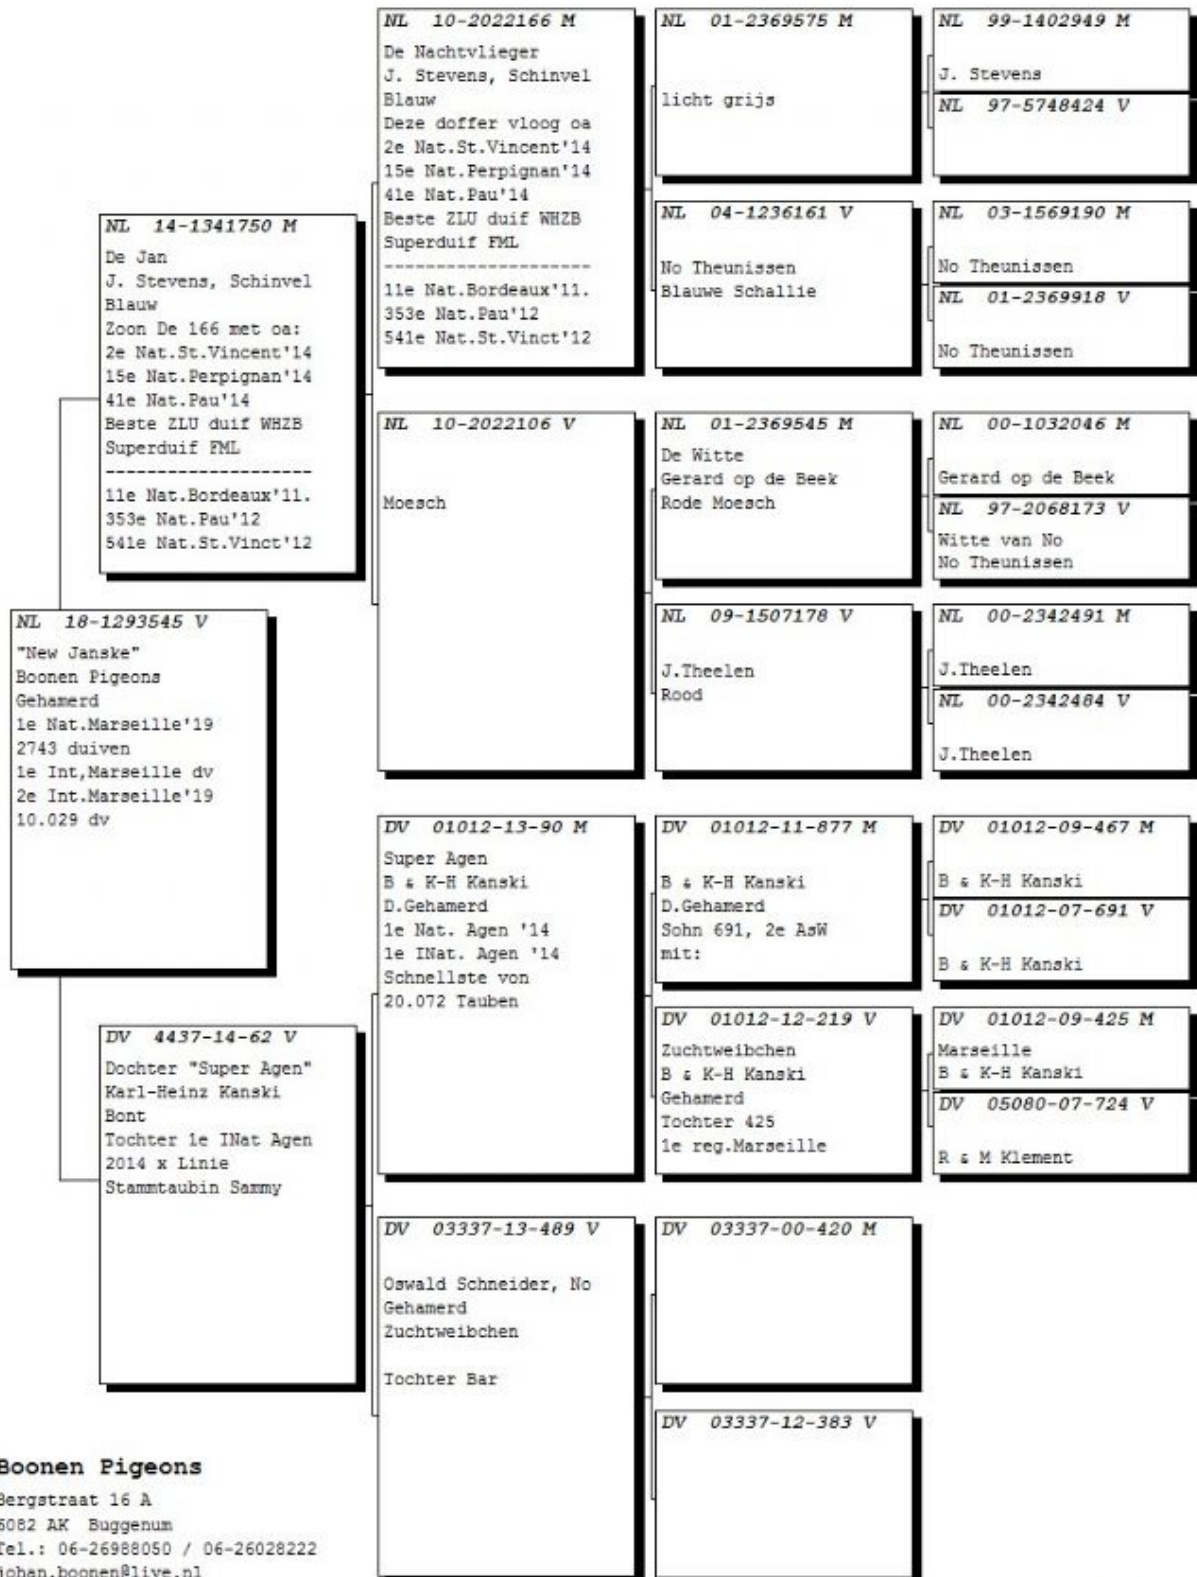 NL 18-1293545 V
"New Janske"
Boonen Pigeons
Gehamerd
1e Nat.Marseille'19
2743 duiven
1e Int,Marseille dv
2e Int.Marseille'19
10.029 dv
NL 14-1341750 M
De Jan
J. Stevens, Schinvel
Blauw
Zoon De 166 met oa:
2e Nat.St.Vincent'14
15e Nat.Perpignan'14
41e Nat.Pau'14
Beste ZLU duif WHZB
Superduif FML
--------------------
11e Nat.Bordeaux'11.
353e Nat.Pau'12
541e Nat.St.Vinct'12
DV 4437-14-62 V
Dochter "Super Agen"
Karl-Heinz Kanski
Bont
Tochter 1e INat Agen
2014 x Linie
Stammtaubin Sammy
NL 10-2022166 M
De Nachtvlieger
J. Stevens, Schinvel
Blauw
Deze doffer vloog oa
2e Nat.St.Vincent'14
15e Nat.Perpignan'14
41e Nat.Pau'14
Beste ZLU duif WHZB
Superduif FML
--------------------
11e Nat.Bordeaux'11.
353e Nat.Pau'12
541e Nat.St.Vinct'12
NL 10-2022106 V
Moesch
DV 01012-13-90 M
Super Agen
B & K-H Kanski
D.Gehamerd
1e Nat. Agen '14
1e INat. Agen '14
Schnellste von
20.072 Tauben
DV 03337-13-489 V
Oswald Schneider, No
Gehamerd
Zuchtweibchen
Tochter Bar
NL 01-2369575 M
licht grijs
NL 04-1236161 V
No Theunissen
Blauwe Schallie
NL 01-2369545 M
De Witte
Gerard op de Beek
Rode Moesch
NL 09-1507178 V
J.Theelen
Rood
DV 01012-11-877 M
B & K-H Kanski
D.Gehamerd
Sohn 691, 2e AsW
mit:
DV 01012-12-219 V
Zuchtweibchen
B & K-H Kanski
Gehamerd
Tochter 425
1e reg.Marseille
DV 03337-00-420 M
DV 03337-12-383 V
NL 99-1402949 M
J. Stevens
NL 97-5748424 V
NL 03-1569190 M
No Theunissen
NL 01-2369918 V
No Theunissen
NL 00-1032046 M
Gerard op de Beek
NL 97-2068173 V
Witte van No
No Theunissen
NL 00-2342491 M
J.Theelen
NL 00-2342484 V
J.Theelen
DV 01012-09-467 M
B & K-H Kanski
DV 01012-07-691 V
B & K-H Kanski
DV 01012-09-425 M
Marseille
B & K-H Kanski
DV 05080-07-724 V
R & M Klement
Boonen Pigeons
Bergstraat 16 A
6082 AK Buggenum
Tel.: 06-26988050 / 06-26028222
johan.boonen@live.nl